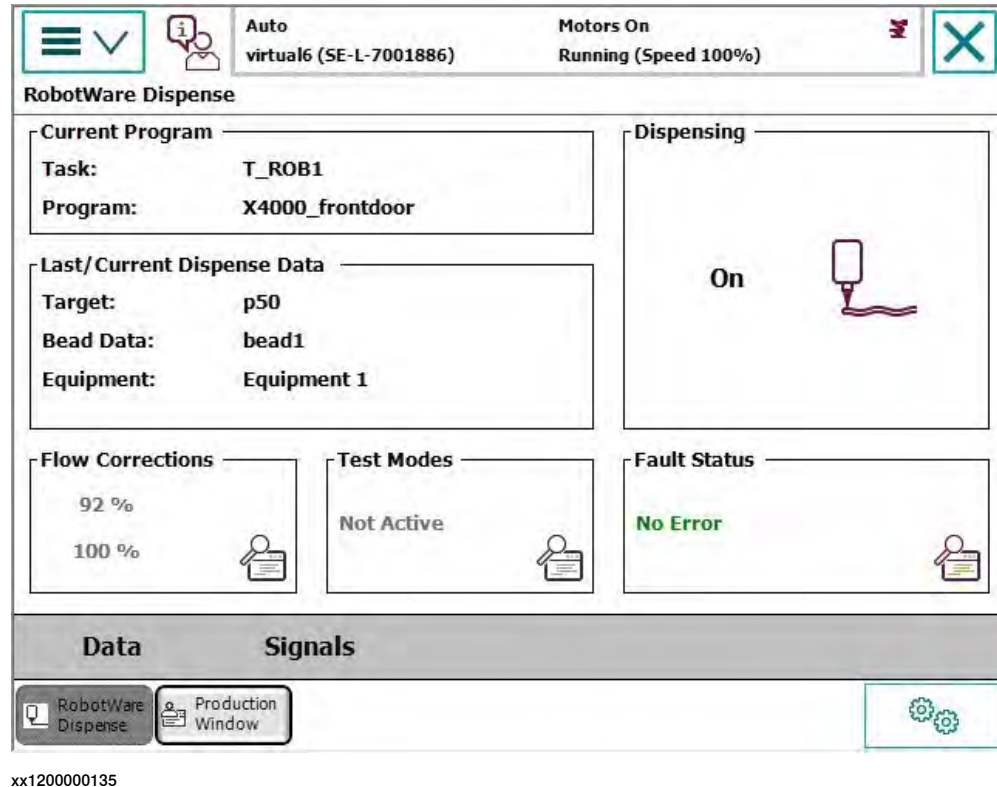 Auto
Motors On
virtual6 (SE-L-7001886)
Running (Speed 100%)
RobotWare Dispense
Current Program
Task: T_ROB1
Program: X4000_frontdoor
Dispensing
On
Last/Current Dispense Data
Target: p50
Bead Data: bead1
Equipment: Equipment 1
Flow Corrections
92 %
100 %
Test Modes
Not Active
Fault Status
No Error
Data Signals
RobotWare
Dispense
Production
Window
xx1200000135